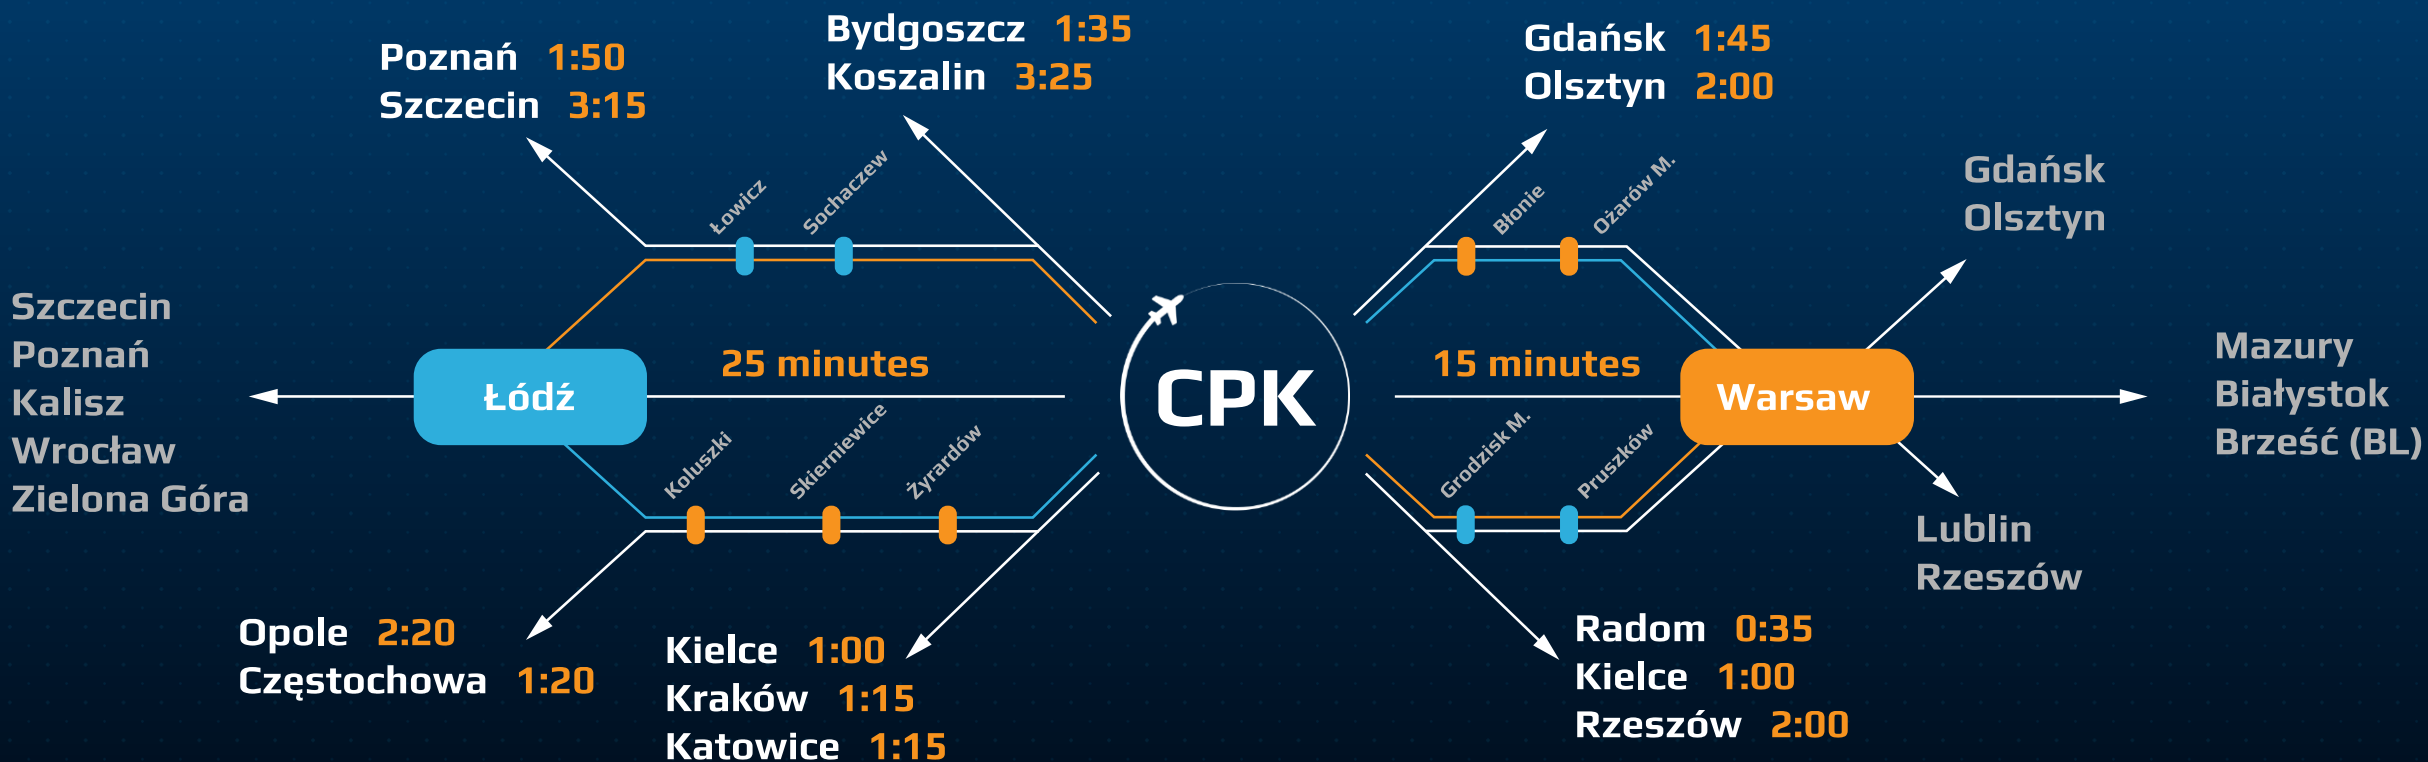 Poznań 1:50
Szczecin 3:15
Bydgoszcz 1:35
Koszalin 3:25
Gdańsk 1:45
Olsztyn 2:00
Łowicz
Sochaczew
Błonie
Ożarów M.
Gdańsk
Olsztyn
Szczecin
Poznań
Kalisz
Wrocław
Zielona Góra
Łódź
25 minutes
CPK
15 minutes
Warsaw
Mazury
Białystok
Brześć (BL)
Koluszki
Skierniewice
Żyrardów
Grodzisk M.
Pruszków
Lublin
Rzeszów
Opole 2:20
Częstochowa 1:20
Kielce 1:00
Kraków 1:15
Katowice 1:15
Radom 0:35
Kielce 1:00
Rzeszów 2:00